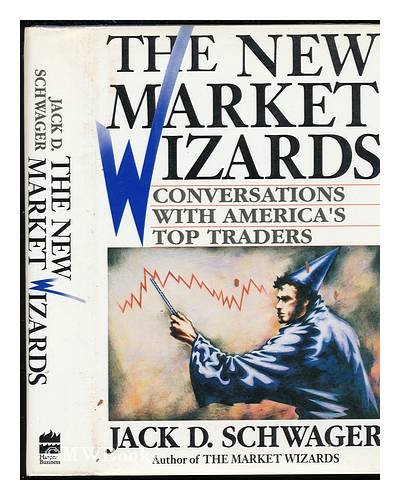 THE NEW
MARKET
WIZARDS
CONVERSATIONS
WITH AMERICA'S
TOP TRADERS
JACK D. SCHWAGER
Author of THE MARKET WIZARDS
JACK D.
SCHWAGER
THE NEW
MARKET WIZARDS
Harper
Business